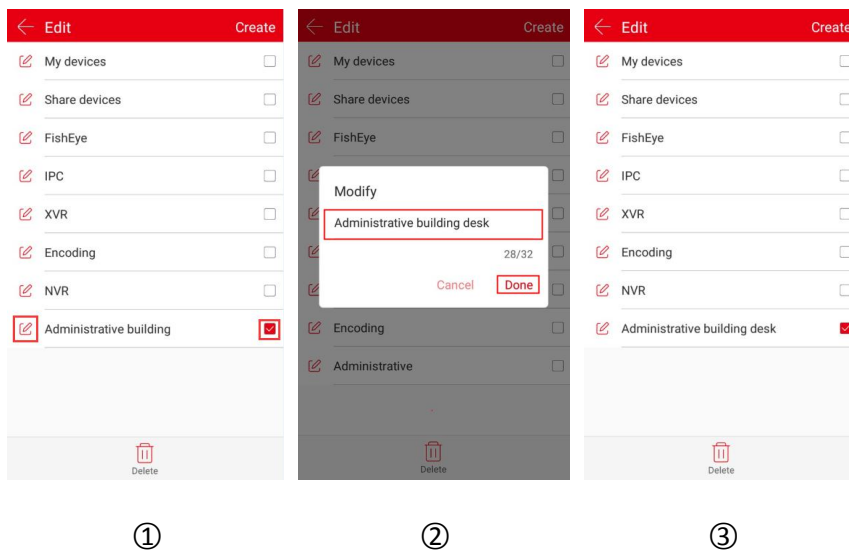 Edit Create
My devices
Share devices
FishEye
IPC
XVR
Encoding
NVR
Administrative building
Delete
①
Edit Create
My devices
Share devices
FishEye
Modify
Administrative building desk
28/32
Cancel Done
Encoding
Administrative
Delete
②
Edit Create
My devices
Share devices
FishEye
IPC
XVR
Encoding
NVR
Administrative building desk
Delete
③